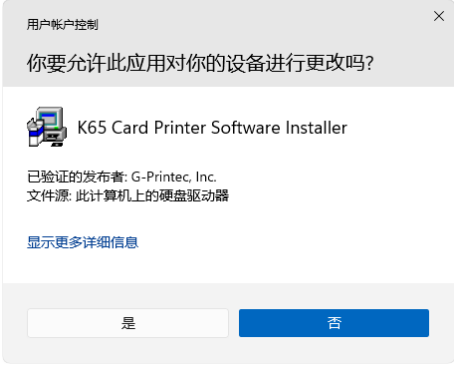 用户帐户控制
你要允许此应用对你的设备进行更改吗?
K65 Card Printer Software Installer
已验证的发布者: G-Printec, Inc.
文件源: 此计算机上的硬盘驱动器
显示更多详细信息
是
否